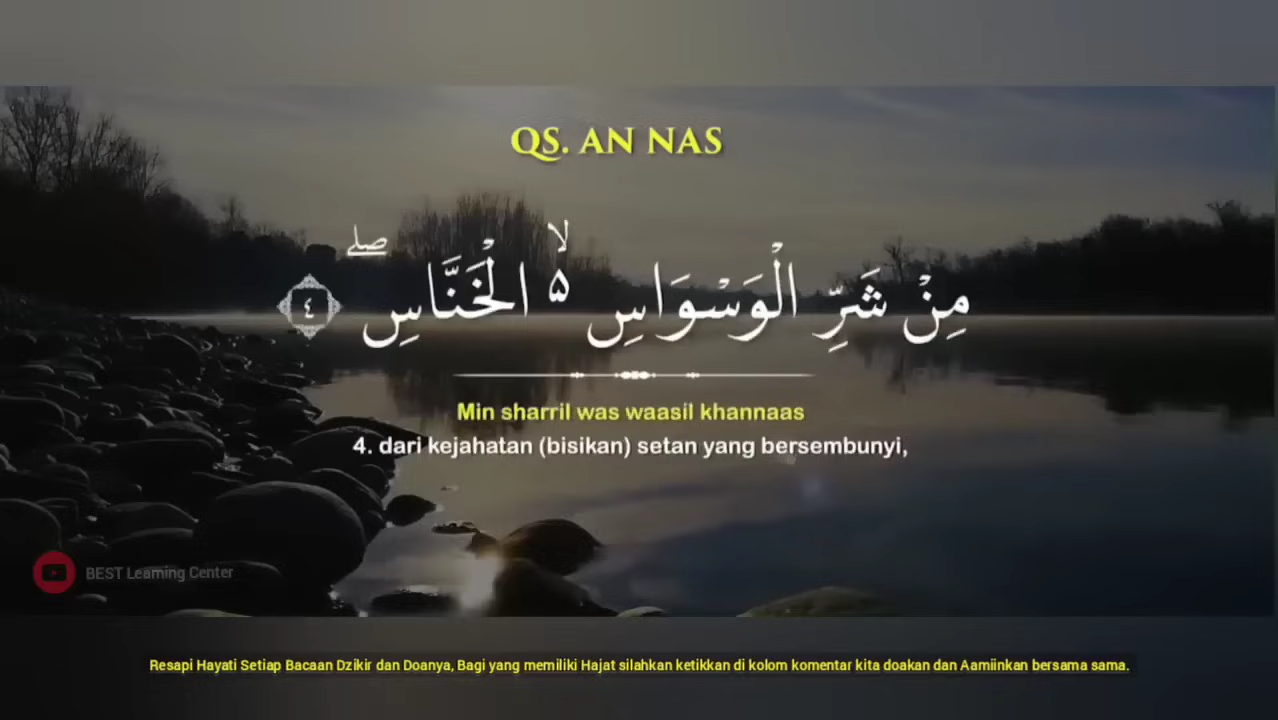 QS. AN NAS
مِنْ شَرِّ الْوَسْوَاسِ ۵ۙ الْخَنَّاسِۖ ٤
Min sharril was waasil khannaas
4. dari kejahatan (bisikan) setan yang bersembunyi,
BEST Learning Center
Resapi Hayati Setiap Bacaan Dzikir dan Doanya, Bagi yang memiliki Hajat silahkan ketikkan di kolom komentar kita doakan dan Aamiinkan bersama sama.